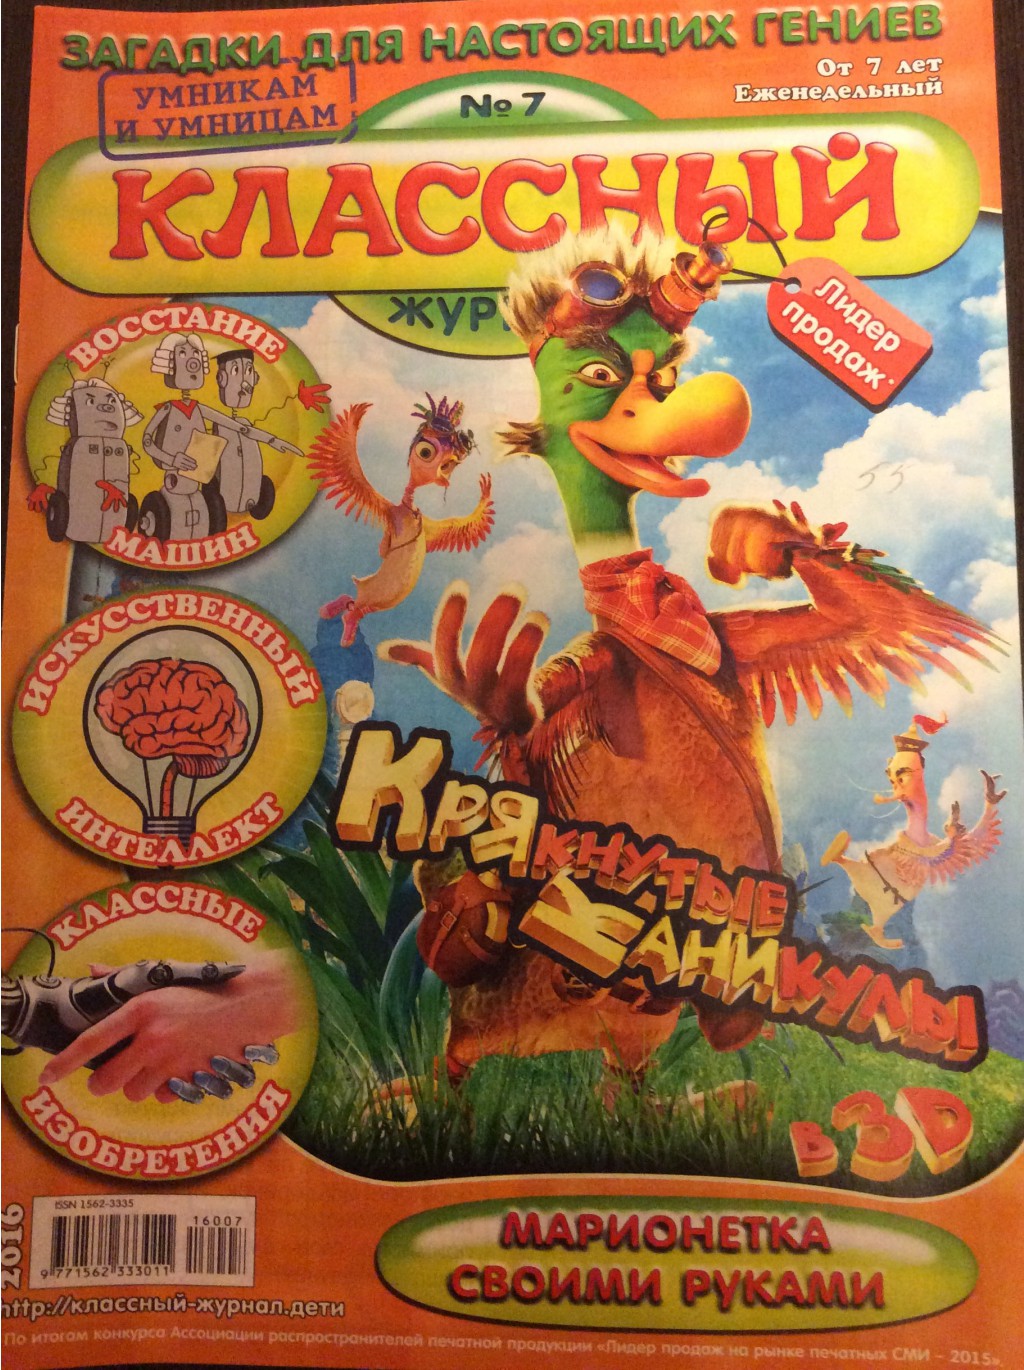 ЗАГАДКИ ДЛЯ НАСТОЯЩИХ ГЕНИЕВ
УМНИКАМ
И УМНИЦАМ
От 7 лет
Еженедельный
№ 7
КЛАССНЫЙ
Лидер
продаж*
ВОССТАНИЕ
МАШИН
ИСКУССТВЕННЫЙ
ИНТЕЛЛЕКТ
55
КРЯКНУТЫЕ
КАНИКУЛЫ
в 3D
КЛАССНЫЕ
ИЗОБРЕТЕНИЯ
2016
ISSN 1562-3335
16007
9 771562 333011
http://классный-журнал.дети
МАРИОНЕТКА
СВОИМИ РУКАМИ
По итогам конкурса Ассоциации распространителей печатной продукции «Лидер продаж на рынке печатных СМИ – 2015».